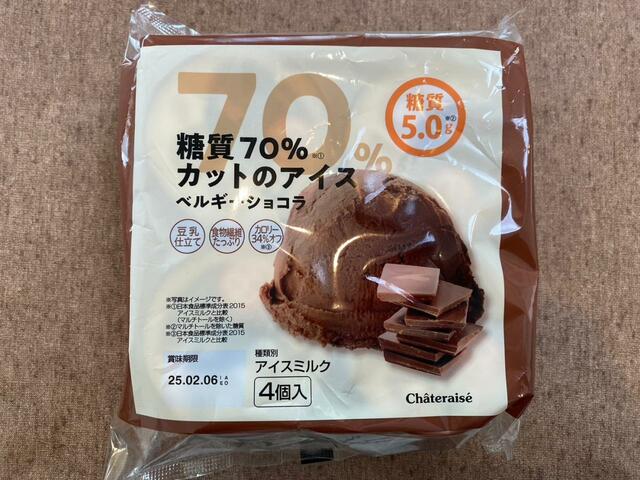 70%
糖質
5.0※②g
糖質70%※①
カットのアイス
ベルギーショコラ
豆乳
仕立て
食物繊維
たっぷり
カロリー
34%オフ
※③
※写真はイメージです。
※①日本食品標準成分表2015
アイスミルクと比較
(マルチトールを除く)
※②マルチトールを除いた糖質
※③日本食品標準成分表2015
アイスミルクと比較
賞味期限
25.02.06
種類別
アイスミルク
4個入
Châteraisé